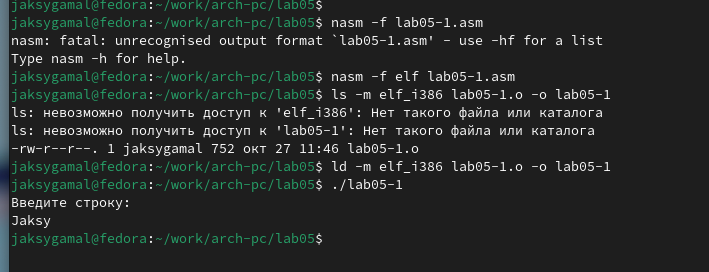 jaksygamal@fedora:~/work/arch-pc/lab05$
jaksygamal@fedora:~/work/arch-pc/lab05$ nasm -f lab05-1.asm
nasm: fatal: unrecognised output format `lab05-1.asm' - use -hf for a list
Type nasm -h for help.
jaksygamal@fedora:~/work/arch-pc/lab05$ nasm -f elf lab05-1.asm
jaksygamal@fedora:~/work/arch-pc/lab05$ ls -m elf_i386 lab05-1.o -o lab05-1
ls: невозможно получить доступ к 'elf_i386': Нет такого файла или каталога
ls: невозможно получить доступ к 'lab05-1': Нет такого файла или каталога
-rw-r--r--. 1 jaksygamal 752 окт 27 11:46 lab05-1.o
jaksygamal@fedora:~/work/arch-pc/lab05$ ld -m elf_i386 lab05-1.o -o lab05-1
jaksygamal@fedora:~/work/arch-pc/lab05$ ./lab05-1
Введите строку:
Jaksy
jaksygamal@fedora:~/work/arch-pc/lab05$